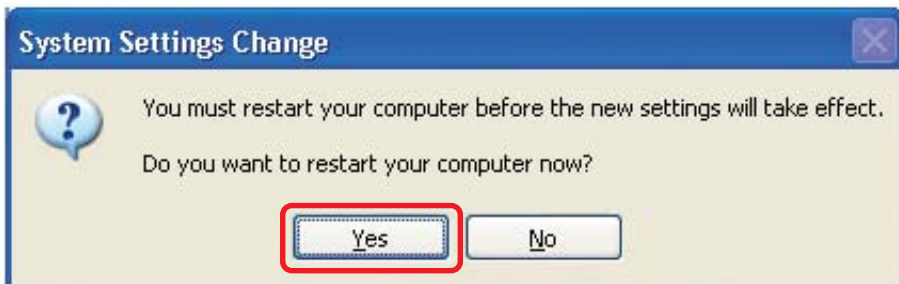 System Settings Change
You must restart your computer before the new settings will take effect.
Do you want to restart your computer now?
Yes No